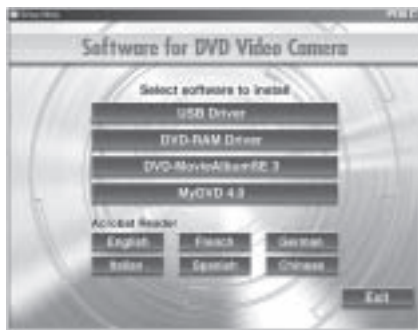 Software for DVD Video Camera
Select software to install
USB Driver
DVD-RAM Driver
DVD-MovieAlbumSE 3
MyDVD 4.0
Acrobat Reader
English French German
Italian Spanish Chinese
Exit